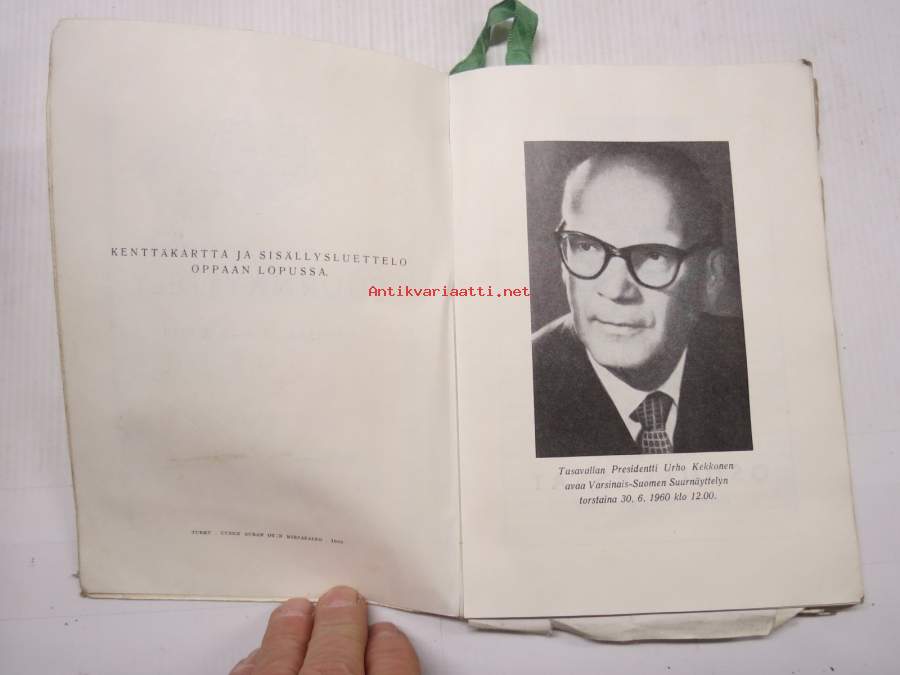 KENTTÄKARTTA JA SISÄLLYSLUETTELO
OPPAAN LOPUSSA.
Antikvariaatti.net
Tasavallan Presidentti Urho Kekkonen
avaa Varsinais-Suomen Suurnäyttelyn
torstaina 30. 6. 1960 klo 12.00.
TURKU